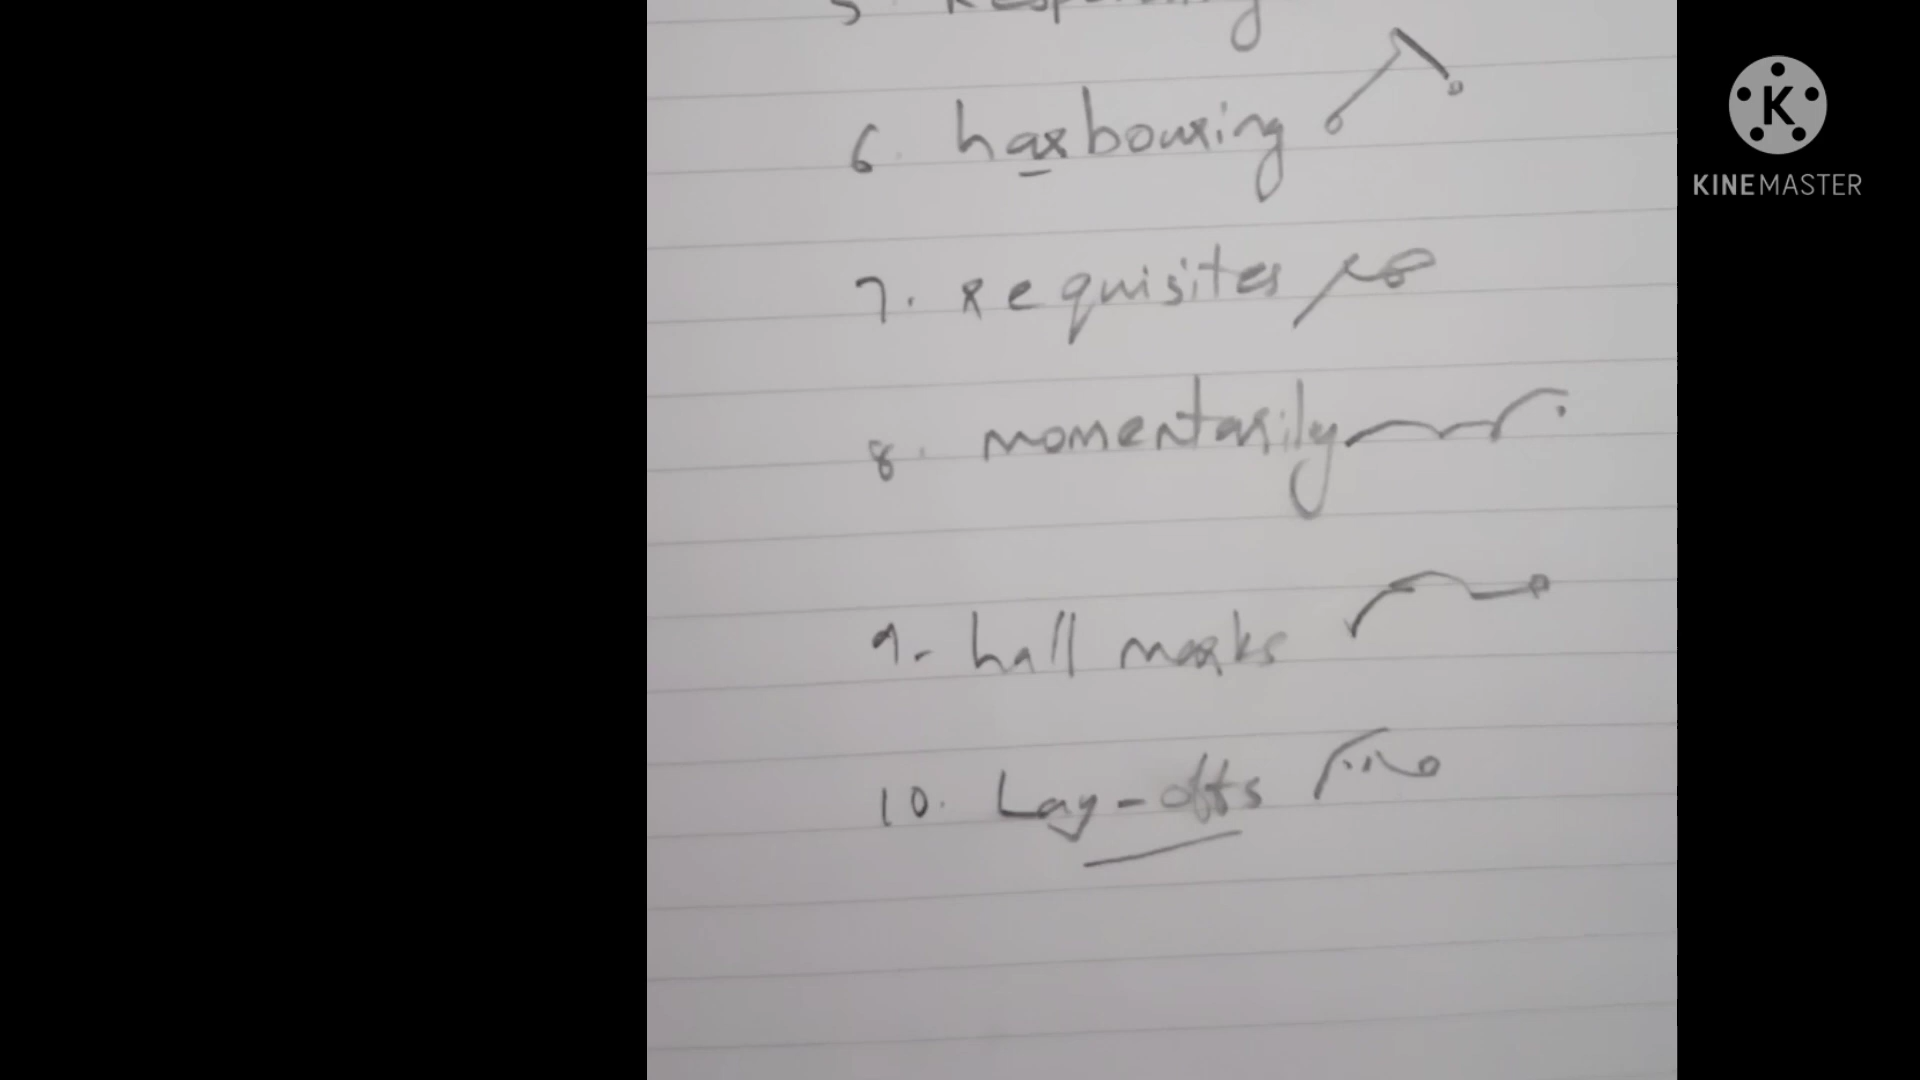 6. harbouring
7. requisites
8. momentarily
9- hall marks
10. Lay-offs
K
KINEMASTER